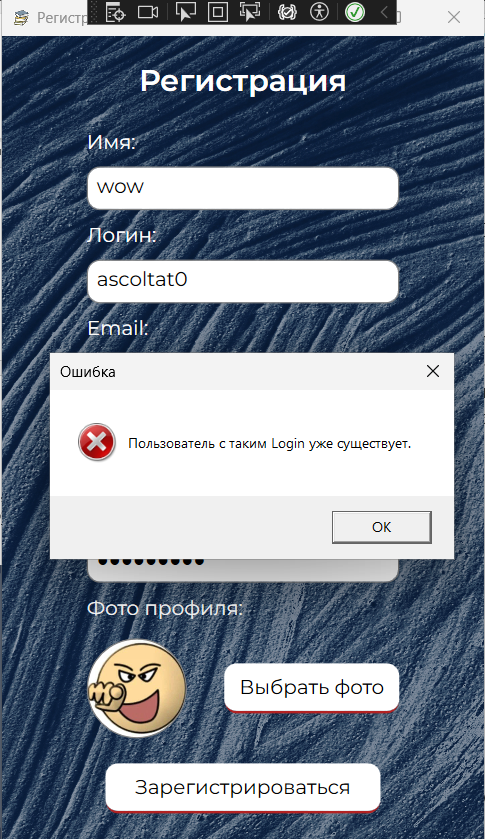 Регистрация
Имя:
wow
Логин:
ascoltat0
Email:
Ошибка
Пользователь с таким Login уже существует.
OK
Фото профиля:
Выбрать фото
Зарегистрироваться